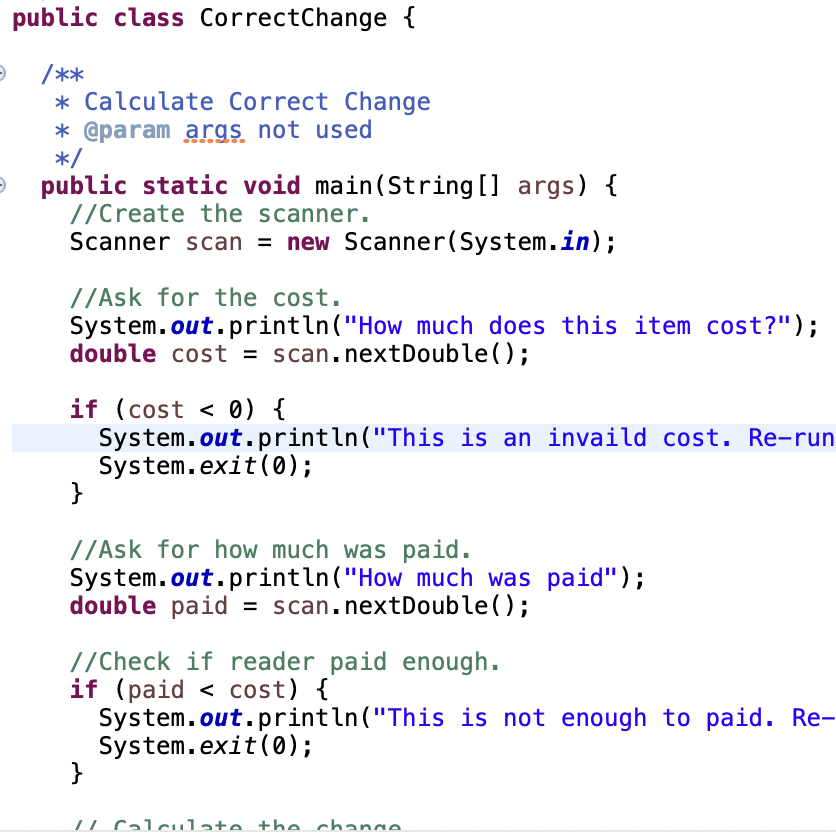 public class CorrectChange {
/**
* Calculate Correct Change
* @param args not used
*/
public static void main(String[] args) {
//Create the scanner.
Scanner scan = new Scanner(System.in);
//Ask for the cost.
System.out.println("How much does this item cost?");
double cost = scan.nextDouble();
if (cost < 0) {
System.out.println("This is an invaild cost. Re-run
System.exit(0);
}
//Ask for how much was paid.
System.out.println("How much was paid");
double paid = scan.nextDouble();
//Check if reader paid enough.
if (paid < cost) {
System.out.println("This is not enough to paid. Re-
System.exit(0);
}
// Calculate the change